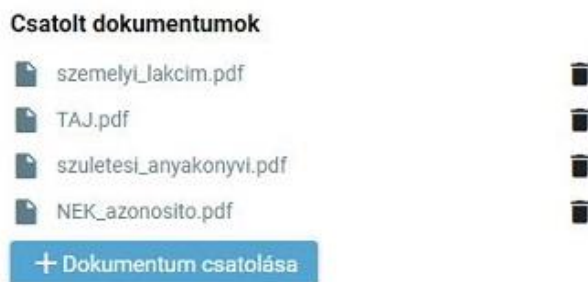 Csatolt dokumentumok
szemelyi_lakcim.pdf
TAJ.pdf
szuletesi_anyakonyvi.pdf
NEK_azonosito.pdf
+ Dokumentum csatolása